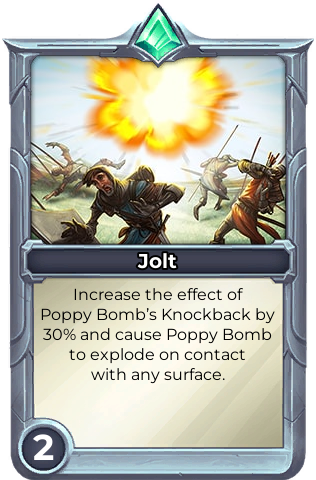 Jolt
Increase the effect of
Poppy Bomb's Knockback by
30% and cause Poppy Bomb
to explode on contact
with any surface.
2